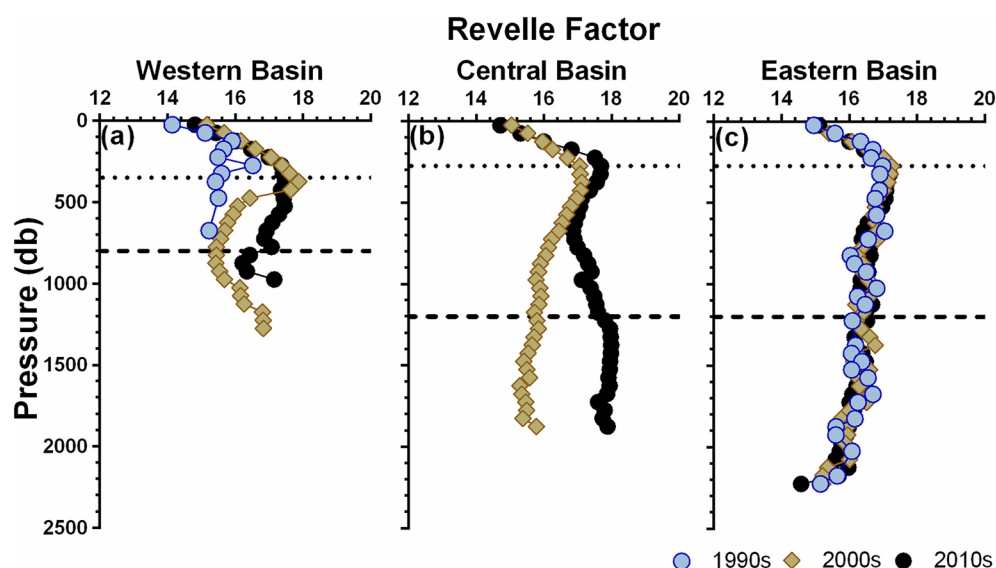 Revelle Factor
Western Basin Central Basin Eastern Basin
12 14 16 18 20 12 14 16 18 20 12 14 16 18 20
0 (a) (b) (c)
500
1000
1500
2000
2500
Pressure (db)
1990s 2000s 2010s